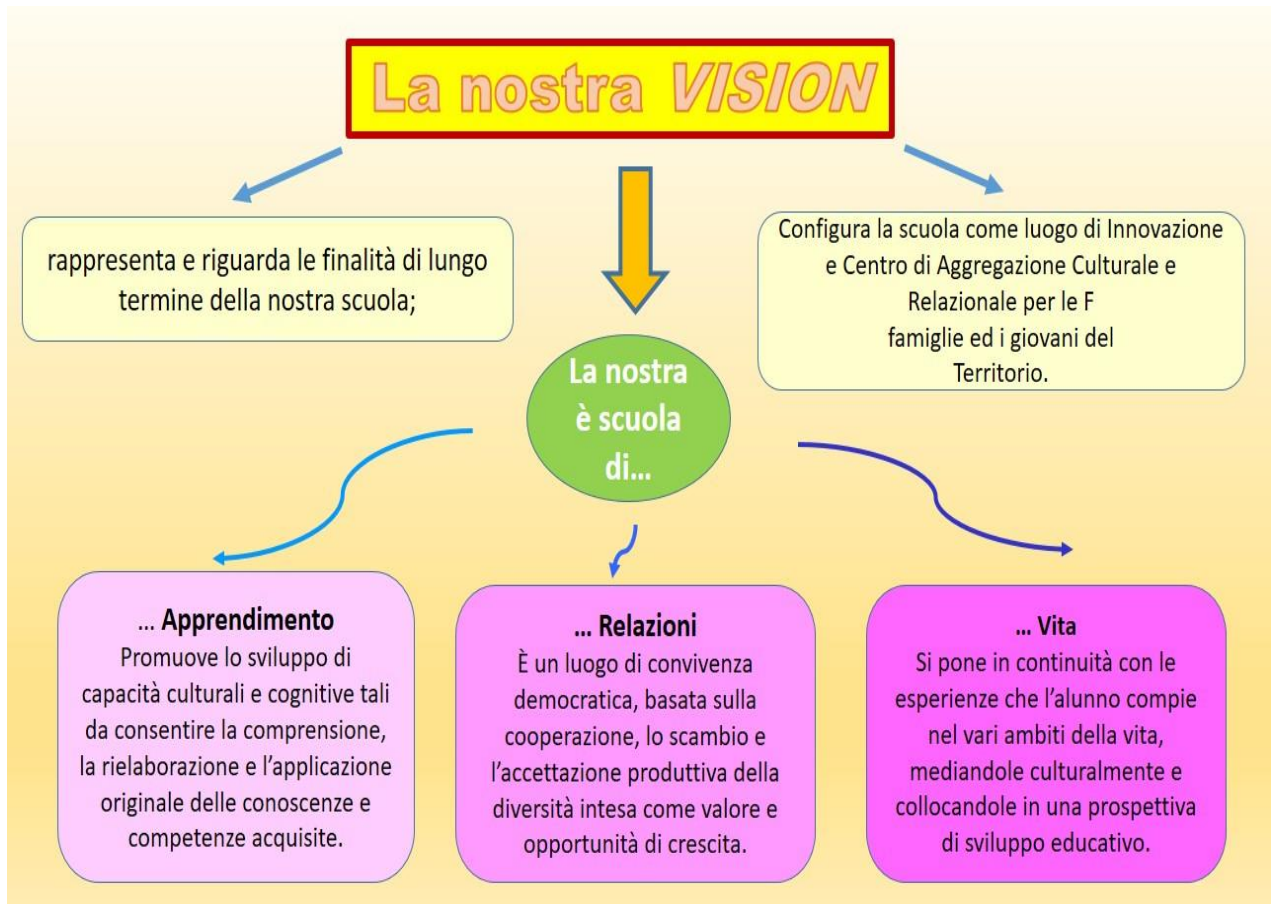 La nostra VISION
rappresenta e riguarda le finalità di lungo
termine della nostra scuola;
Configura la scuola come luogo di Innovazione
e Centro di Aggregazione Culturale e
Relazionale per le F
famiglie ed i giovani del
Territorio.
La nostra
è scuola
di...
... Apprendimento
Promuove lo sviluppo di
capacità culturali e cognitive tali
da consentire la comprensione,
la rielaborazione e l'applicazione
originale delle conoscenze e
competenze acquisite.
... Relazioni
È un luogo di convivenza
democratica, basata sulla
cooperazione, lo scambio e
l'accettazione produttiva della
diversità intesa come valore e
opportunità di crescita.
... Vita
Si pone in continuità con le
esperienze che l'alunno compie
nel vari ambiti della vita,
mediandole culturalmente e
collocandole in una prospettiva
di sviluppo educativo.